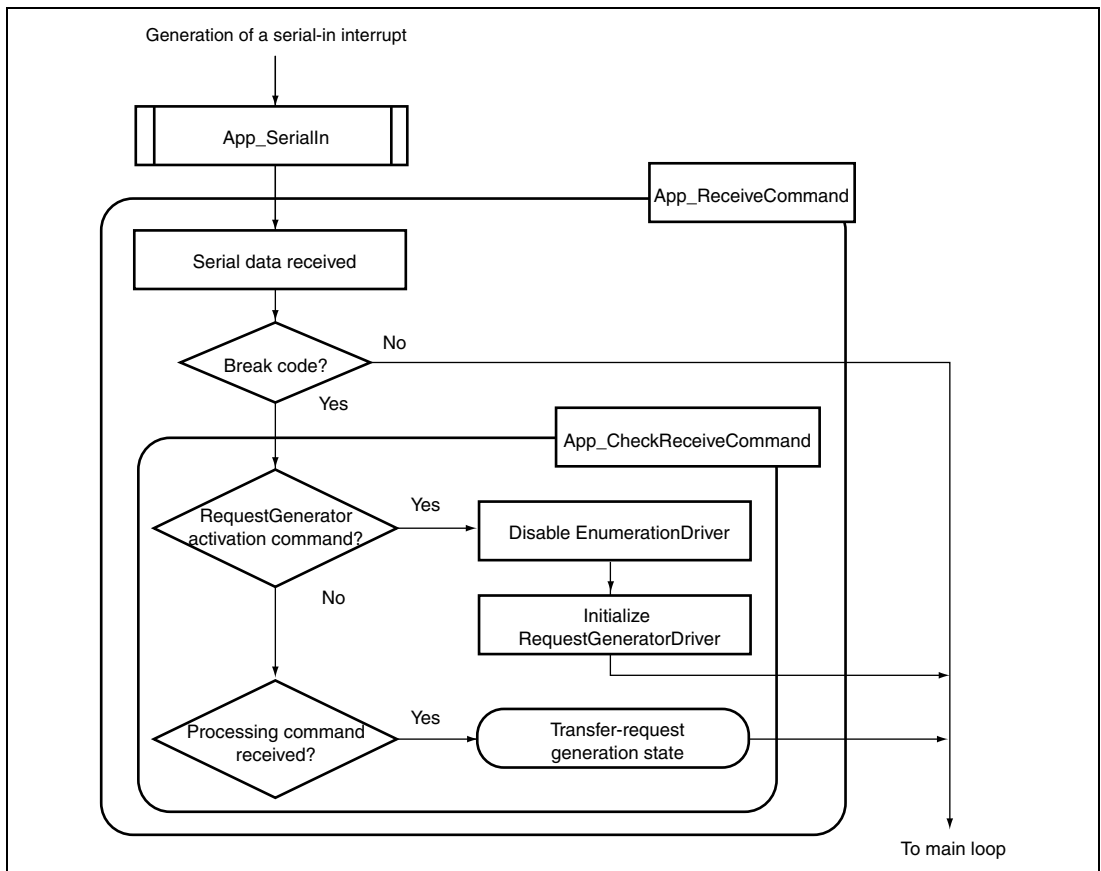 Generation of a serial-in interrupt
App_SerialIn
App_ReceiveCommand
Serial data received
No
Break code?
Yes
App_CheckReceiveCommand
Yes
RequestGenerator
activation command?
Disable EnumerationDriver
No
Initialize
RequestGeneratorDriver
Yes
Processing command
received?
Transfer-request
generation state
To main loop